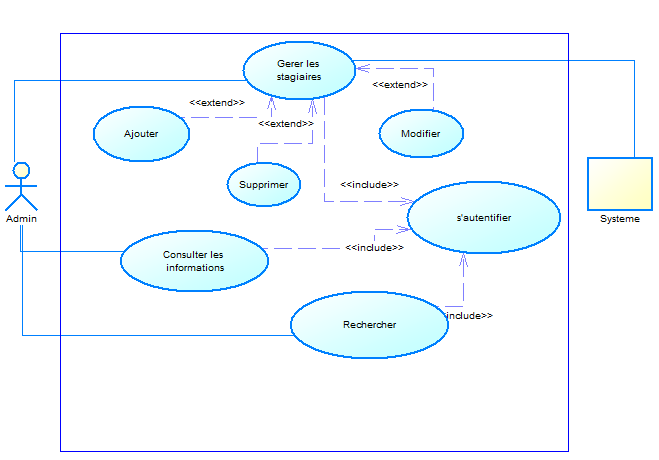 Gerer les
stagiaires
<<extend>>
<<extend>>
<<extend>>
Ajouter
Modifier
Supprimer
<<include>>
Admin
Systeme
s'autentifier
Consulter les
informations
<<include>>
include>>
Rechercher